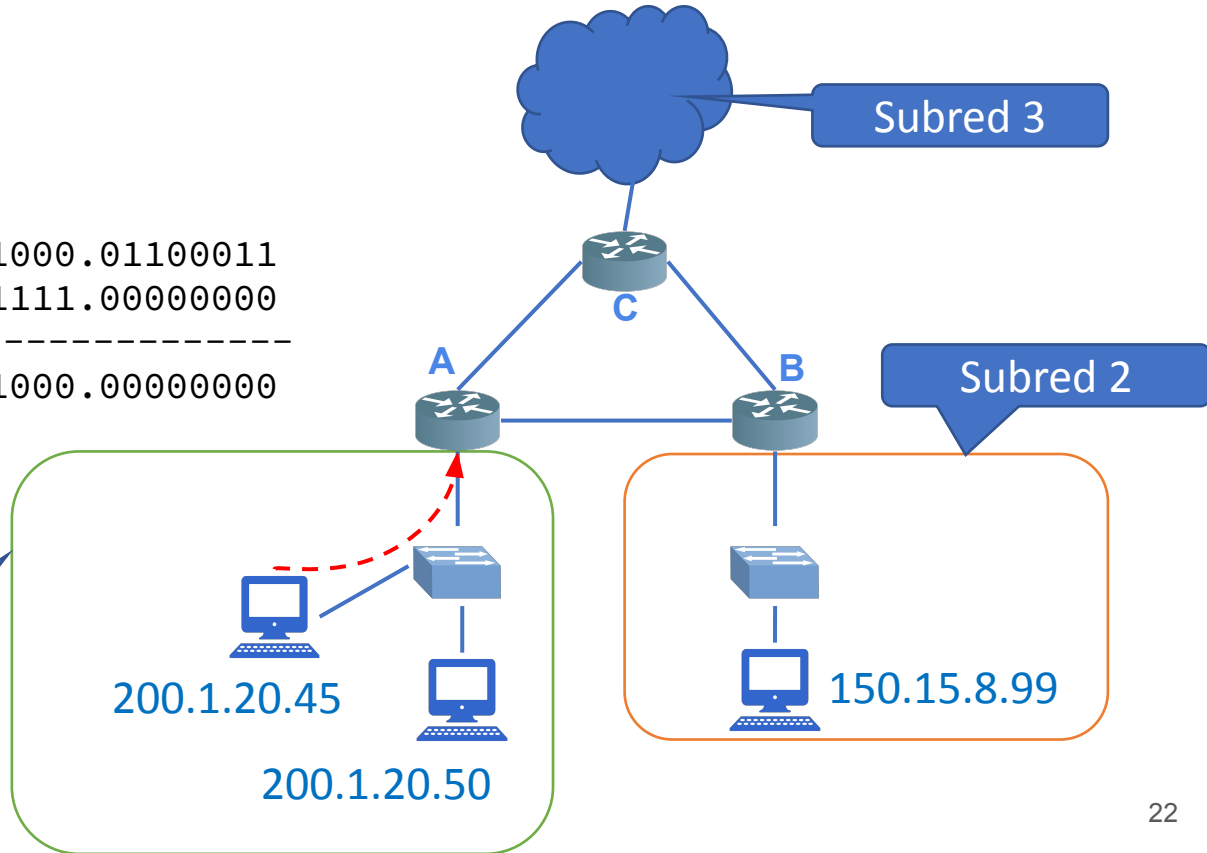 Subred 3
1000.01100011
1111.00000000
-------------
1000.00000000
C
A
B
Subred 2
200.1.20.45
150.15.8.99
200.1.20.50
22